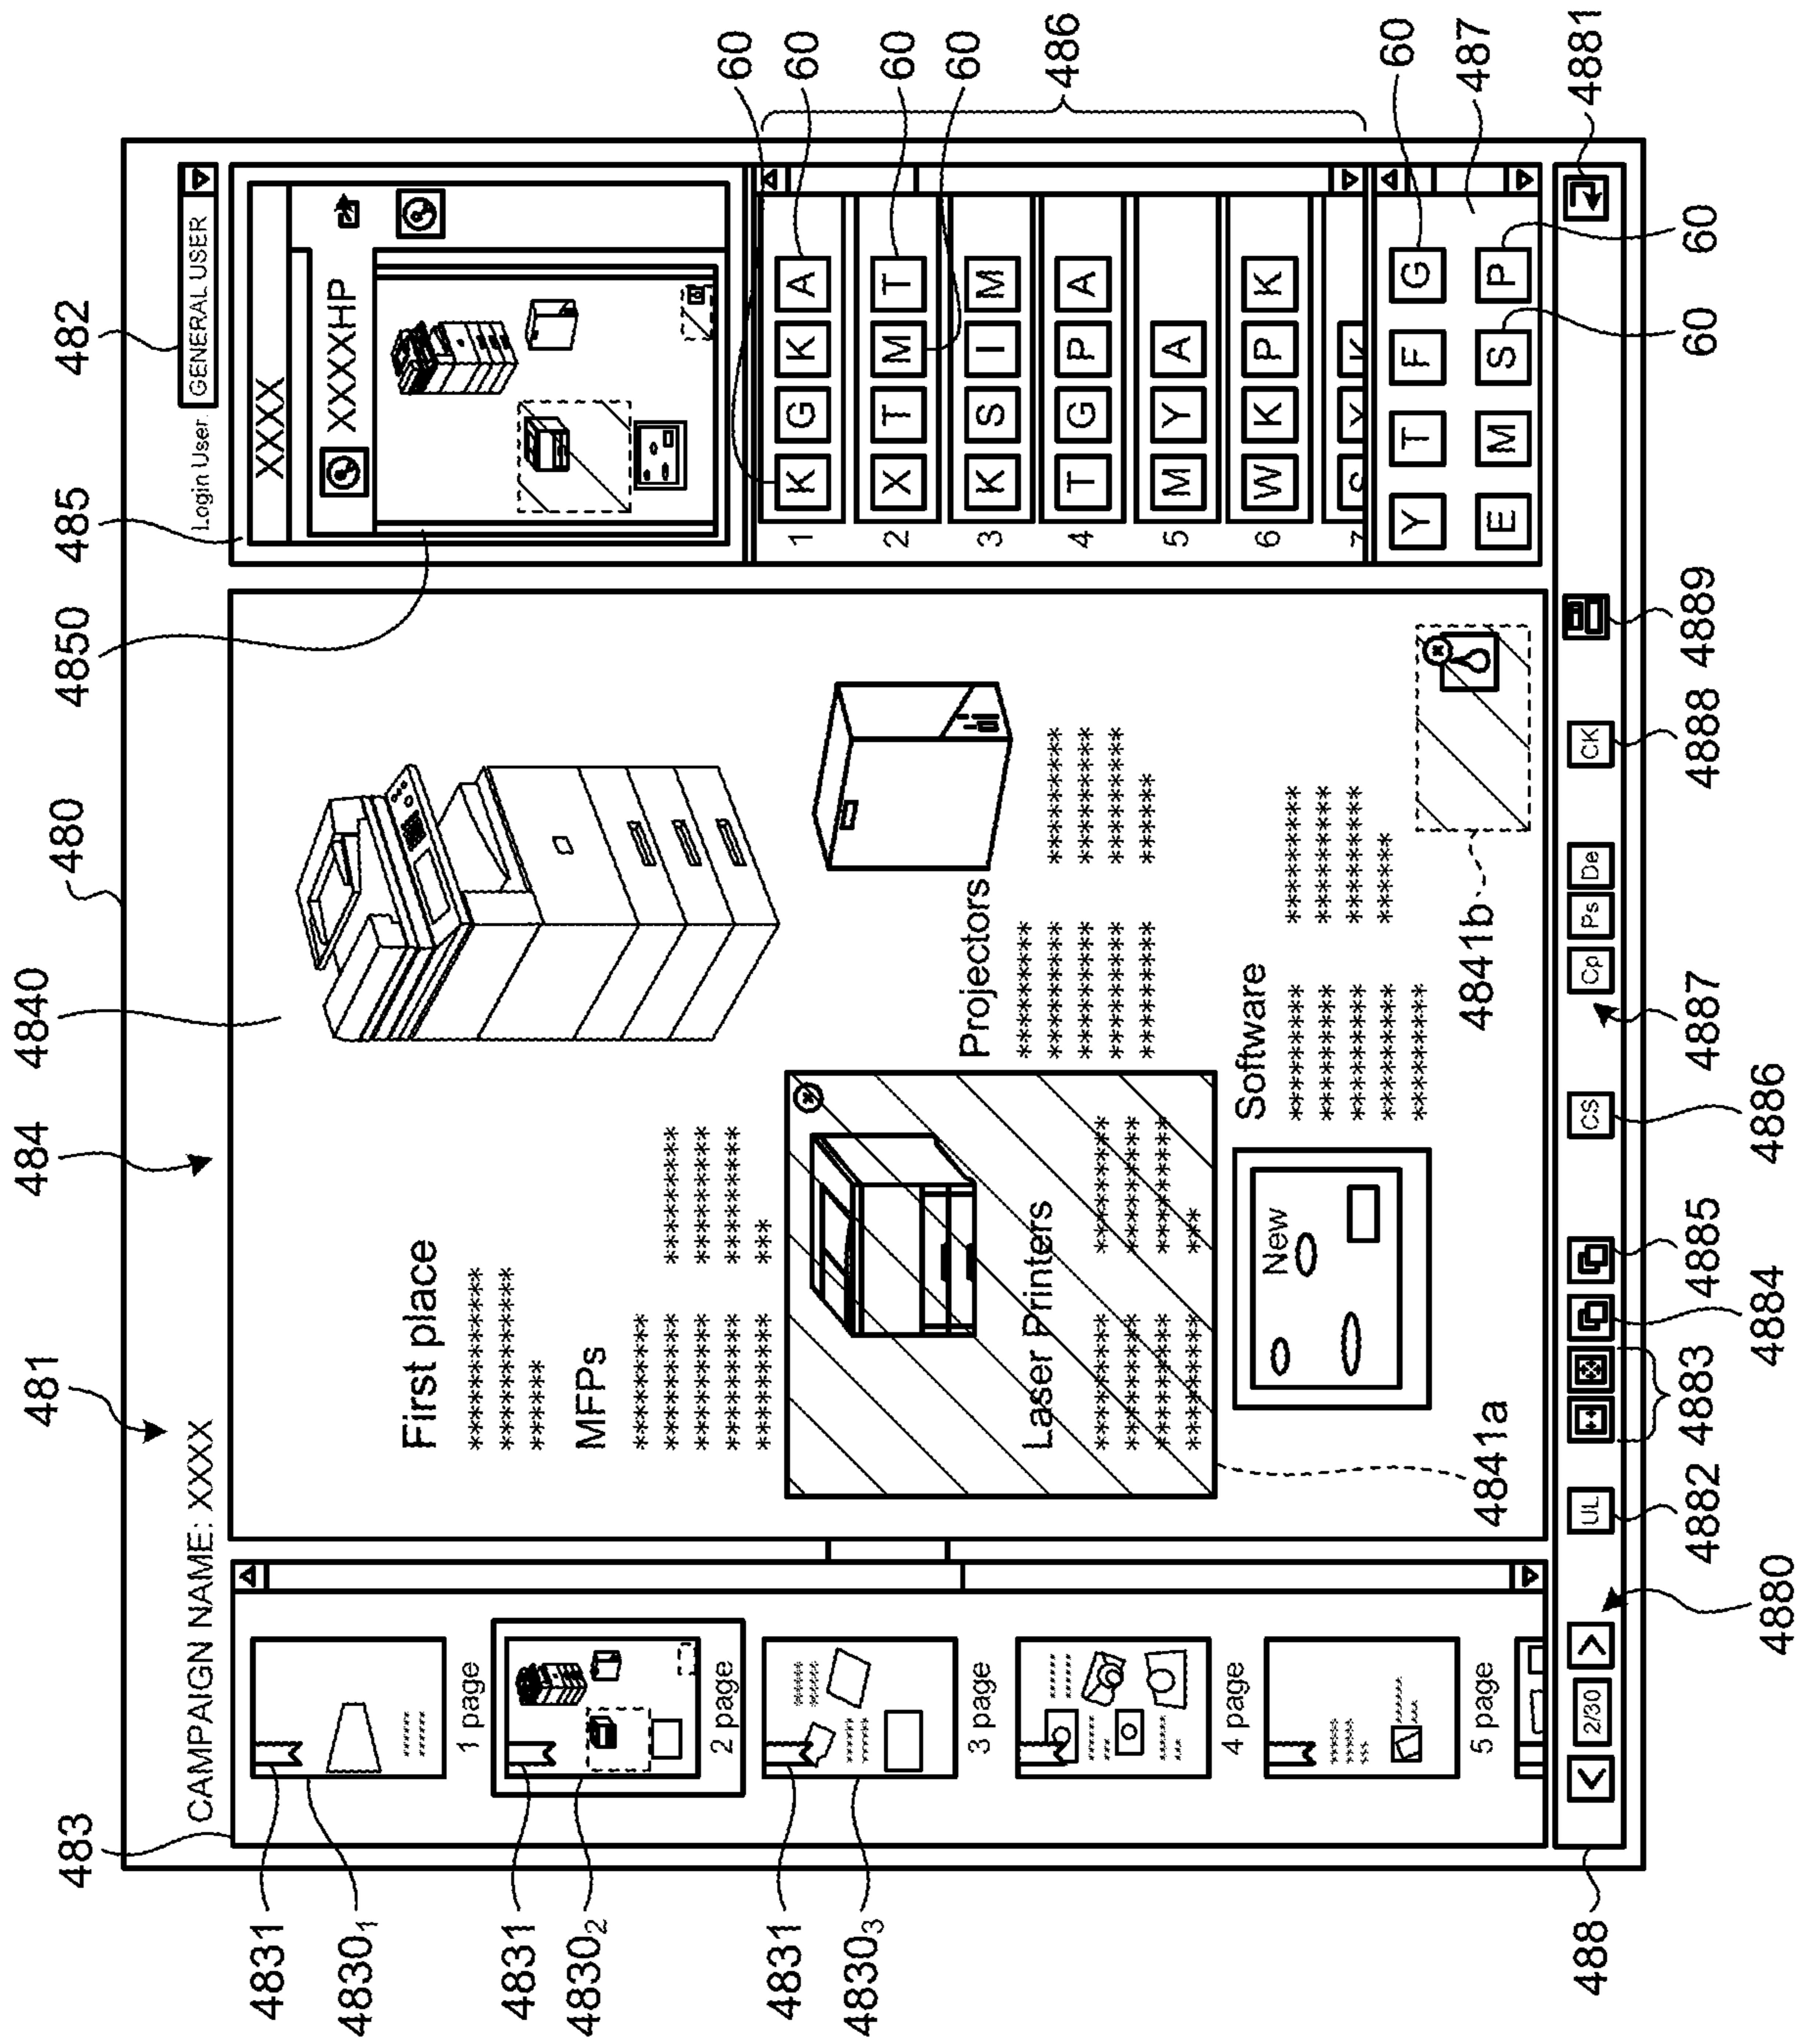 480
484
4840
4850
485
482
481
483
CAMPAIGN NAME: XXXX
Login User:
GENERAL USER
4831
4830₁
1 page
4831
4830₂
2 page
4831
4830₃
3 page
4 page
5 page
First place
****************
****************
********
MFPs
************
************
************
************
************
************
************
************
***
Laser Printers
************
************
************
************
************
************
************
***
4841a
New
Projectors
************
************
************
************
************
************
************
************
********
Software
************
************
************
************
************
************
************
************
********
4841b
XXXX
XXXXHP
60
60
60
60
486
1
K G K A
2
X T M T
3
K S I M
4
T G P A
5
M Y A
6
W K P K
7
Y T F G
E M S P
60
487
60
60
488
2/30
UL
CS
Cp
Ps
De
CK
4881
4880
4882
4883
4884
4885
4886
4887
4888
4889